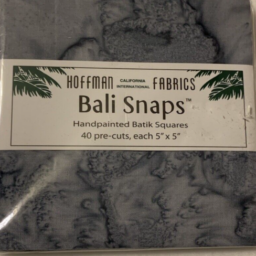 HOFFMAN CALIFORNIA INTERNATIONAL FABRICS
Bali Snaps™
Handpainted Batik Squares
40 pre-cuts, each 5" x 5"